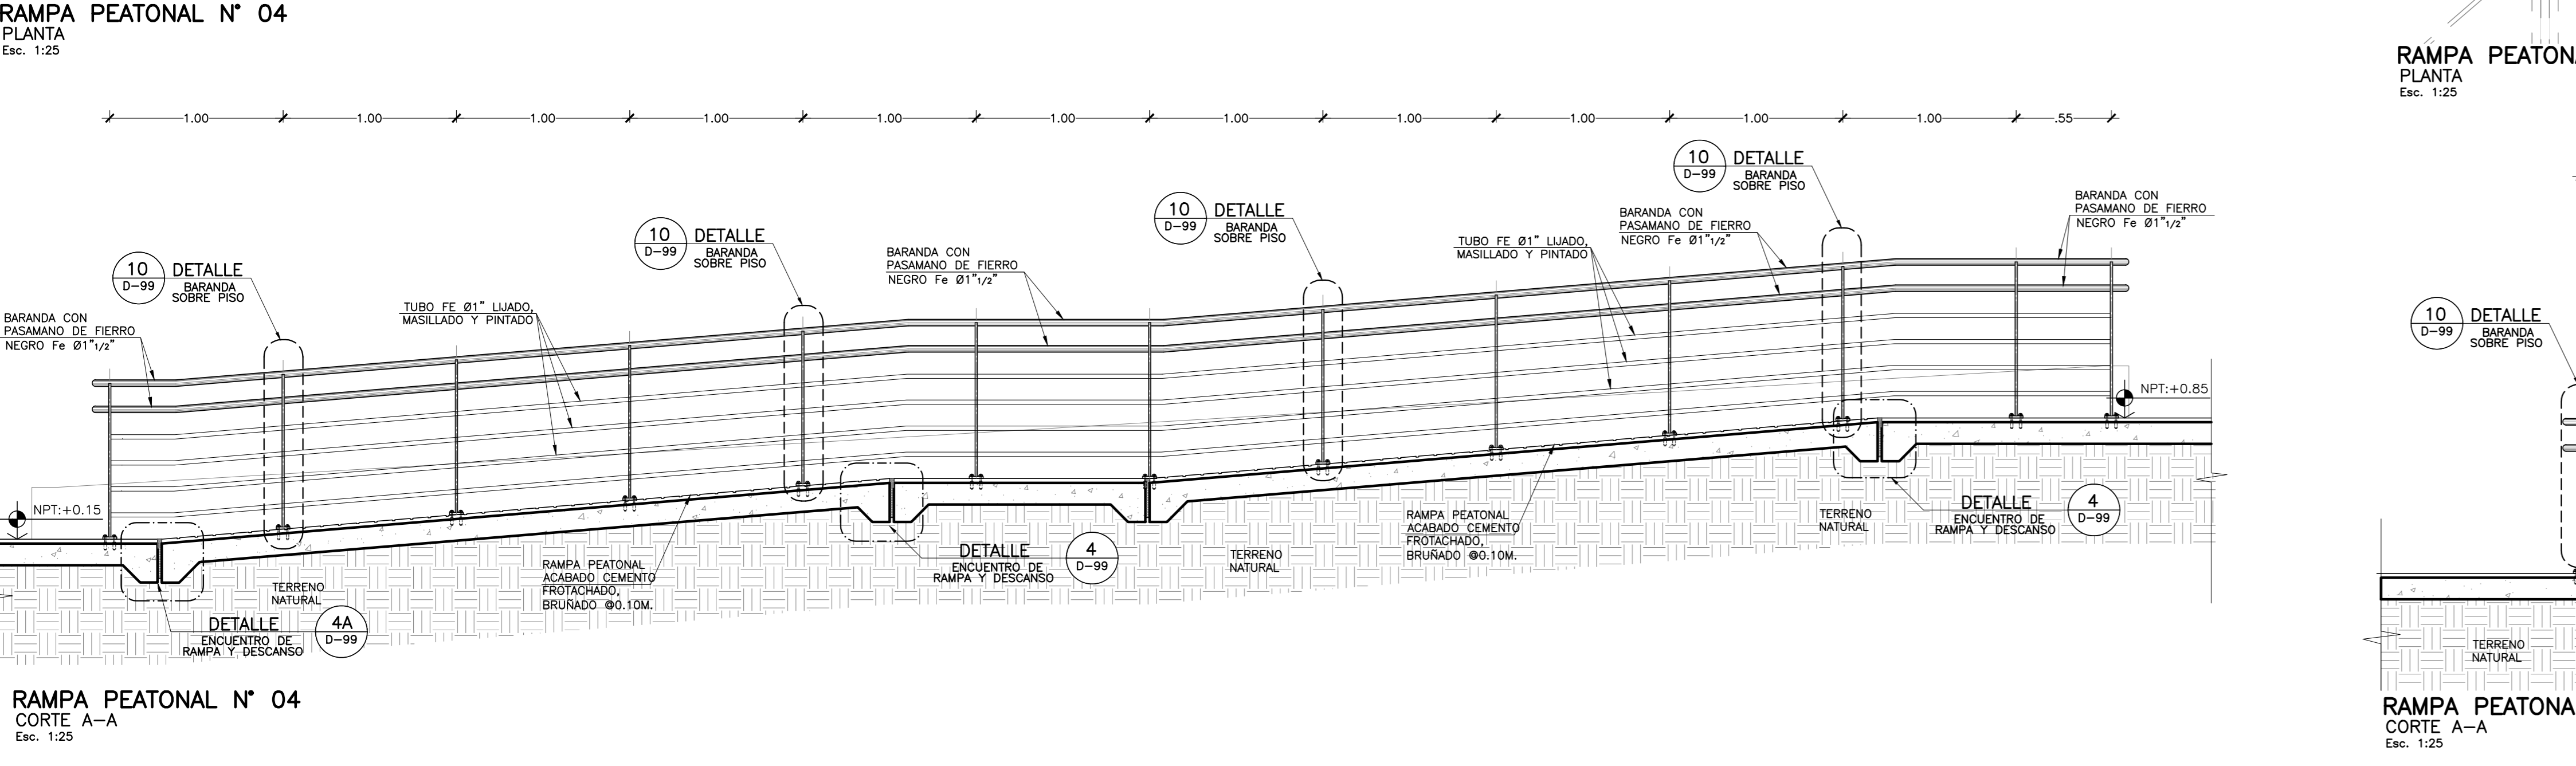 RAMPA PEATONAL N° 04
PLANTA
Esc. 1:25
RAMPA PEATON
PLANTA
Esc. 1:25
1.00 1.00 1.00 1.00 1.00 1.00 1.00 1.00 1.00 1.00 1.00 .55
10
D-99
DETALLE
BARANDA
SOBRE PISO
BARANDA CON
PASAMANO DE FIERRO
NEGRO Fe Ø1"1/2"
TUBO FE Ø1" LIJADO,
MASILLADO Y PINTADO
10
D-99
DETALLE
BARANDA
SOBRE PISO
BARANDA CON
PASAMANO DE FIERRO
NEGRO Fe Ø1"1/2"
10
D-99
DETALLE
BARANDA
SOBRE PISO
TUBO FE Ø1" LIJADO,
MASILLADO Y PINTADO
BARANDA CON
PASAMANO DE FIERRO
NEGRO Fe Ø1"1/2"
10
D-99
DETALLE
BARANDA
SOBRE PISO
BARANDA CON
PASAMANO DE FIERRO
NEGRO Fe Ø1"1/2"
10
D-99
DETALLE
BARANDA
SOBRE PISO
NPT:+0.15
NPT:+0.85
DETALLE
ENCUENTRO DE
RAMPA Y DESCANSO
4A
D-99
TERRENO
NATURAL
RAMPA PEATONAL
ACABADO CEMENTO
FROTACHADO,
BRUÑADO @0.10M.
DETALLE
ENCUENTRO DE
RAMPA Y DESCANSO
4
D-99
TERRENO
NATURAL
RAMPA PEATONAL
ACABADO CEMENTO
FROTACHADO,
BRUÑADO @0.10M.
TERRENO
NATURAL
DETALLE
ENCUENTRO DE
RAMPA Y DESCANSO
4
D-99
TERRENO
NATURAL
RAMPA PEATONAL N° 04
CORTE A-A
Esc. 1:25
RAMPA PEATONA
CORTE A-A
Esc. 1:25